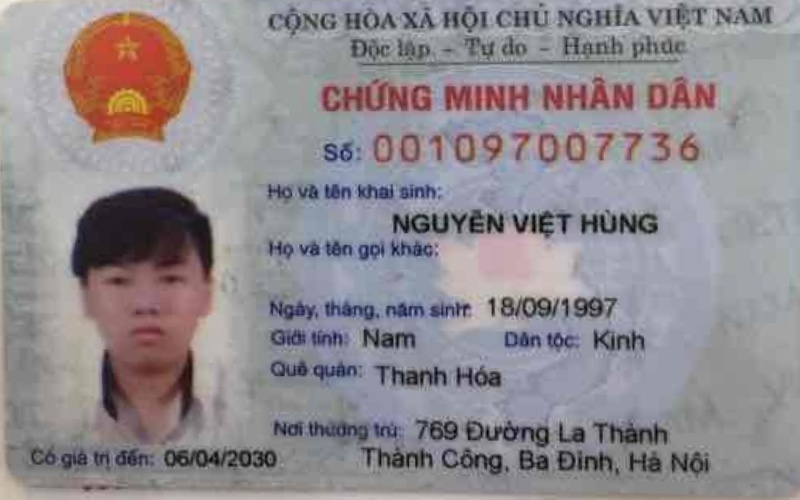 CỘNG HÒA XÃ HỘI CHỦ NGHĨA VIỆT NAM
Độc lập - Tự do - Hạnh phúc
CHỨNG MINH NHÂN DÂN
Số: 001097007736
Họ và tên khai sinh:
NGUYỄN VIỆT HÙNG
Họ và tên gọi khác:
Ngày, tháng, năm sinh: 18/09/1997
Giới tính: Nam Dân tộc: Kinh
Quê quán: Thanh Hóa
Nơi thường trú: 769 Đường La Thành
Thành Công, Ba Đình, Hà Nội
Có giá trị đến: 06/04/2030